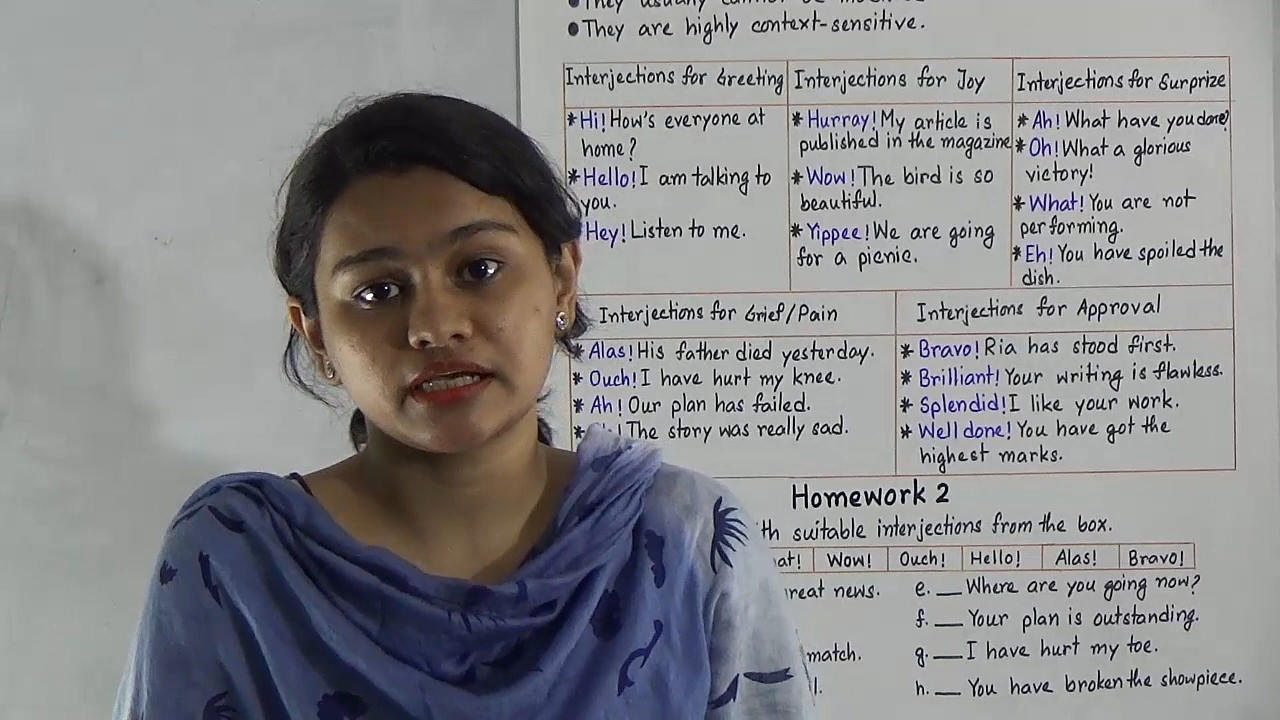 They usually cannot be
They are highly context-sensitive.
Interjections for Greeting
* Hi! How's everyone at
home?
* Hello! I am talking to
you.
Hey! Listen to me.
Interjections for Joy
* Hurray! My article is
published in the magazine
* Wow! The bird is so
beautiful.
* Yippee! We are going
for a picnic.
Interjections for Surprize
* Ah! What have you done?
* Oh! What a glorious
victory!
* What! You are not
performing.
* Eh! You have spoiled the
dish.
Interjections for Grief/Pain
* Alas! His father died yesterday.
* Ouch! I have hurt my knee.
* Ah! Our plan has failed.
* The story was really sad.
Interjections for Approval
* Bravo! Ria has stood first.
* Brilliant! Your writing is flawless.
* Splendid! I like your work.
* Well done! You have got the
highest marks.
Homework 2
suitable interjections from the box.
Wow! Ouch! Hello! Alas! Bravo!
news.
match.
e. __ Where are you going now?
f. __ Your plan is outstanding.
g. __ I have hurt my toe.
h. __ You have broken the showpiece.